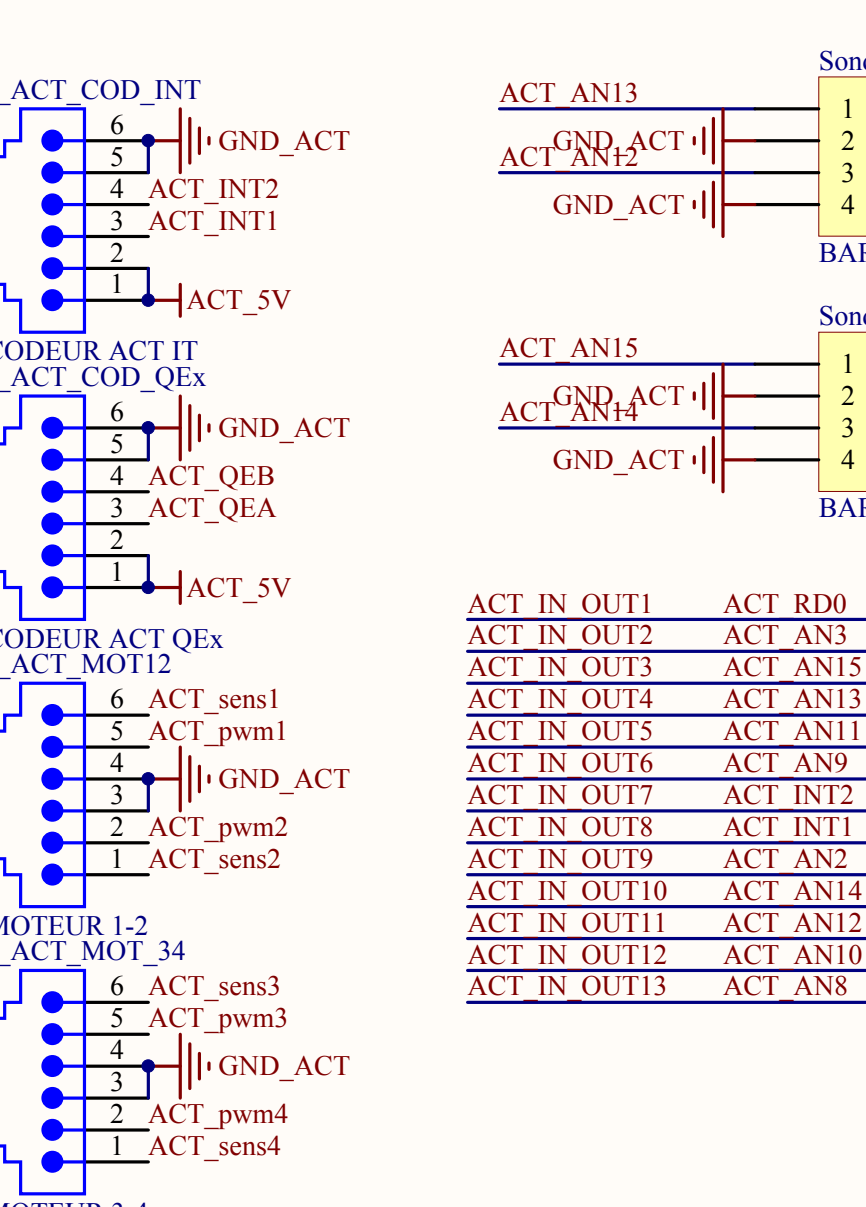 _ACT_COD_INT
6
GND_ACT
5
4 ACT_INT2
3 ACT_INT1
2
1
ACT_5V
CODEUR ACT IT
_ACT_COD_QEx
6
GND_ACT
5
4 ACT_QEB
3 ACT_QEA
2
1
ACT_5V
CODEUR ACT QEx
_ACT_MOT12
6 ACT_sens1
5 ACT_pwm1
4
GND_ACT
3
2 ACT_pwm2
1 ACT_sens2
MOTEUR 1-2
_ACT_MOT_34
6 ACT_sens3
5 ACT_pwm3
4
GND_ACT
3
2 ACT_pwm4
1 ACT_sens4
MOTEUR 3-4
ACT_AN13 1
GND_ACT 2
ACT_AN12 3
GND_ACT 4
ACT_AN15 1
GND_ACT 2
ACT_AN14 3
GND_ACT 4
ACT_IN_OUT1 ACT_RD0
ACT_IN_OUT2 ACT_AN3
ACT_IN_OUT3 ACT_AN15
ACT_IN_OUT4 ACT_AN13
ACT_IN_OUT5 ACT_AN11
ACT_IN_OUT6 ACT_AN9
ACT_IN_OUT7 ACT_INT2
ACT_IN_OUT8 ACT_INT1
ACT_IN_OUT9 ACT_AN2
ACT_IN_OUT10 ACT_AN14
ACT_IN_OUT11 ACT_AN12
ACT_IN_OUT12 ACT_AN10
ACT_IN_OUT13 ACT_AN8